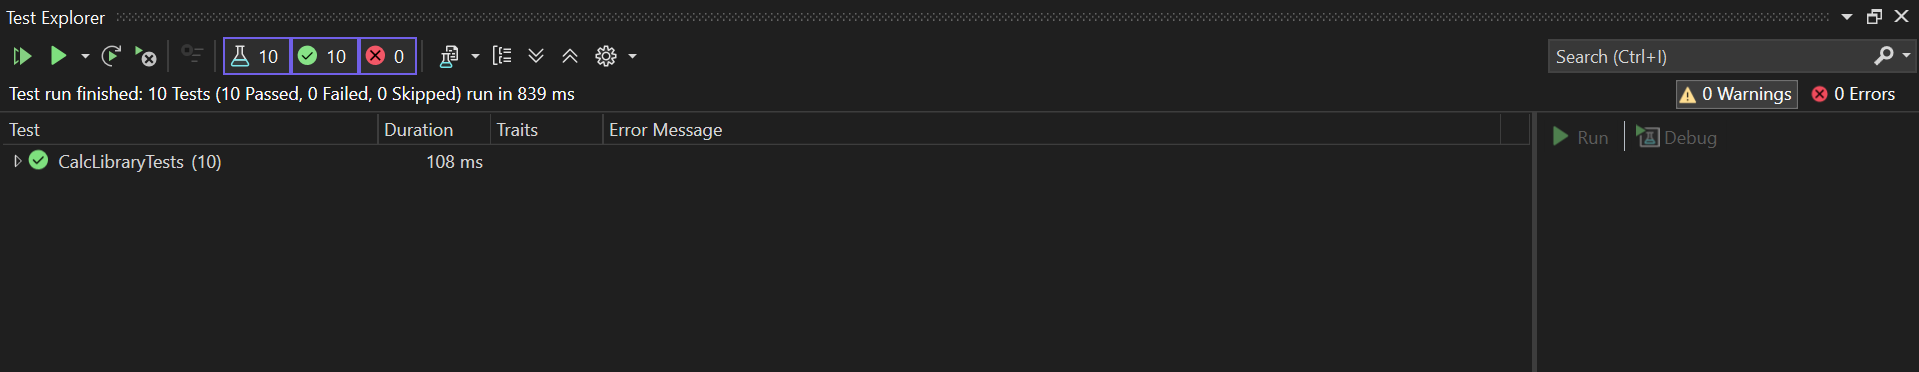 Test Explorer
10 10 0 Search (Ctrl+I)
Test run finished: 10 Tests (10 Passed, 0 Failed, 0 Skipped) run in 839 ms 0 Warnings 0 Errors
Test Duration Traits Error Message Run Debug
CalcLibraryTests (10) 108 ms